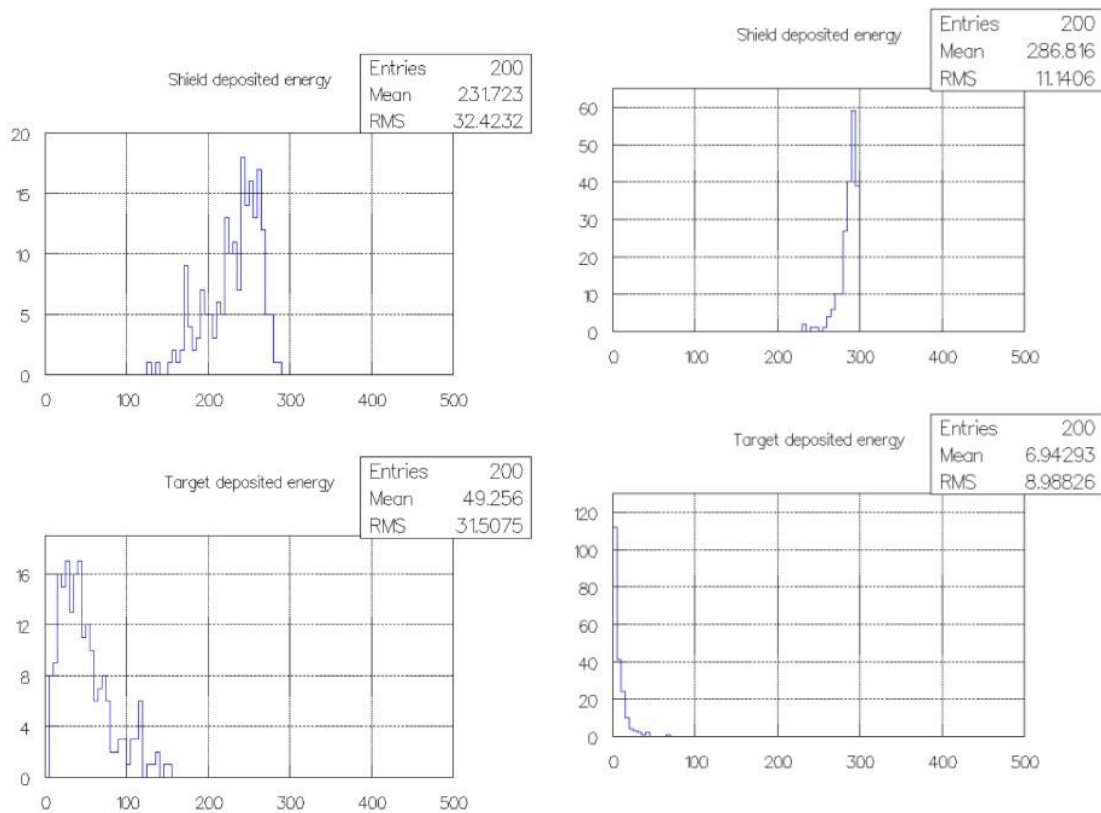 Shield deposited energy
Entries 200
Mean 231.723
RMS 32.4232
20
15
10
5
0
0 100 200 300 400 500
Shield deposited energy
Entries 200
Mean 286.816
RMS 11.1406
60
50
40
30
20
10
0
0 100 200 300 400 500
Target deposited energy
Entries 200
Mean 49.256
RMS 31.5075
16
12
8
4
0
0 100 200 300 400 500
Target deposited energy
Entries 200
Mean 6.94293
RMS 8.98826
120
100
80
60
40
20
0
0 100 200 300 400 500